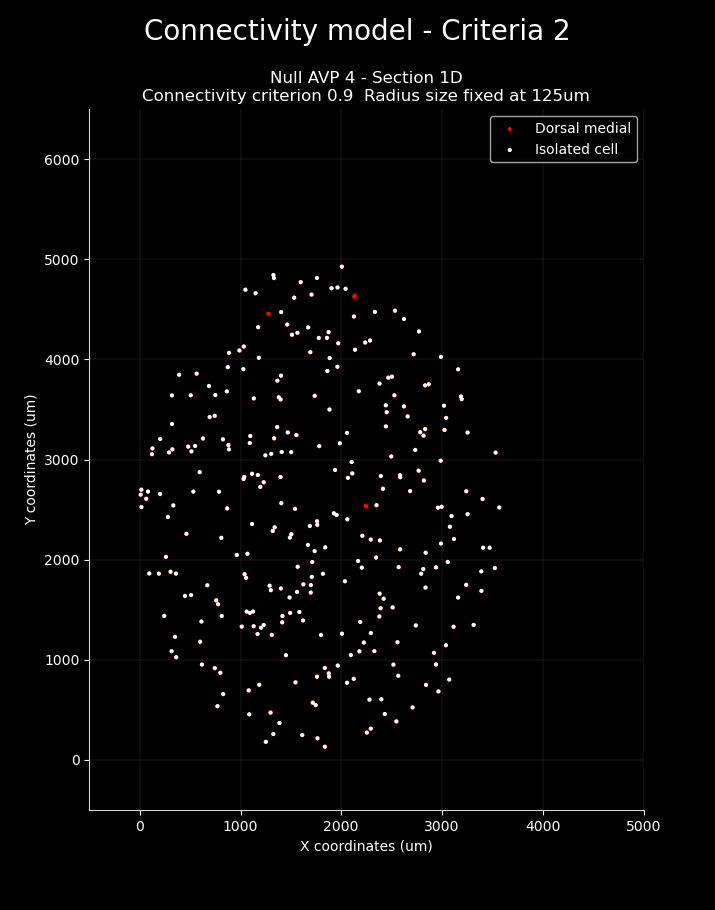 Connectivity model - Criteria 2
Null AVP 4 - Section 1D
Connectivity criterion 0.9  Radius size fixed at 125um
Dorsal medial
Isolated cell
6000
5000
4000
3000
2000
1000
0
Y coordinates (um)
0 1000 2000 3000 4000 5000
X coordinates (um)